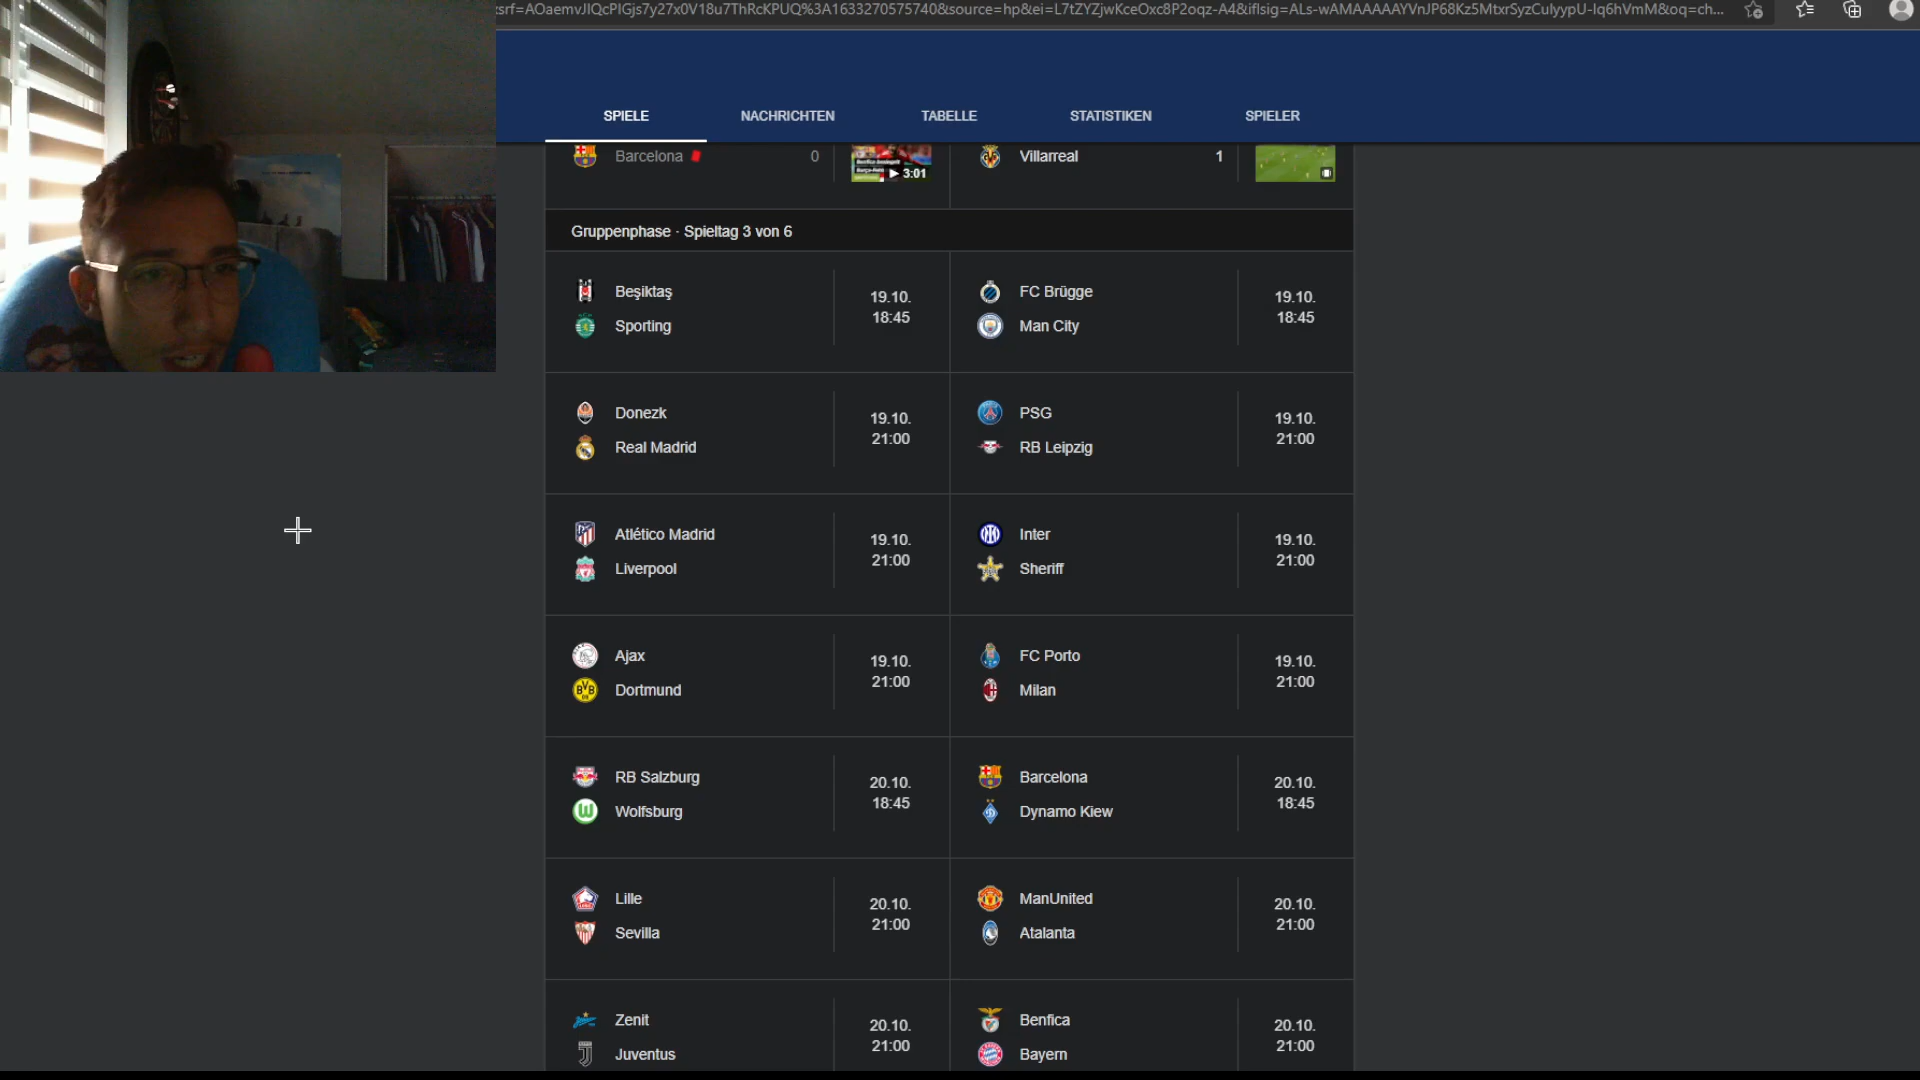 ksrf=AOaemvJlQcPlGjs7y27x0V18u7ThRcKPUQ%3A1633270575740&source=hp&ei=L7tZYZjwKceOxc8P2oqz-A4&iflsig=ALs-wAMAAAAAYVnJP68Kz5MtxrSyzCulyypU-Iq6hVmM&oq=ch...
SPIELE NACHRICHTEN TABELLE STATISTIKEN SPIELER
Barcelona 0 3:01 Villarreal 1
Gruppenphase · Spieltag 3 von 6
Beşiktaş
Sporting
19.10.
18:45
FC Brügge
Man City
19.10.
18:45
Donezk
Real Madrid
19.10.
21:00
PSG
RB Leipzig
19.10.
21:00
Atlético Madrid
Liverpool
19.10.
21:00
Inter
Sheriff
19.10.
21:00
Ajax
Dortmund
19.10.
21:00
FC Porto
Milan
19.10.
21:00
RB Salzburg
Wolfsburg
20.10.
18:45
Barcelona
Dynamo Kiew
20.10.
18:45
Lille
Sevilla
20.10.
21:00
ManUnited
Atalanta
20.10.
21:00
Zenit
Juventus
20.10.
21:00
Benfica
Bayern
20.10.
21:00